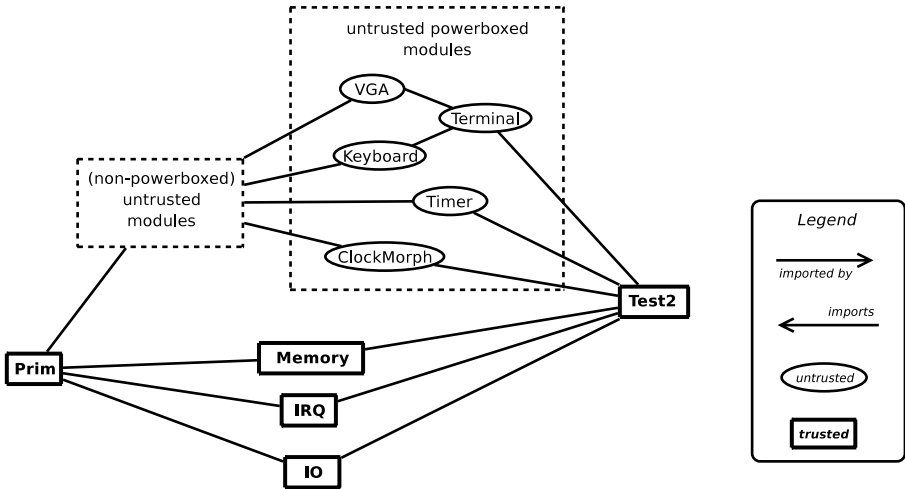 untrusted powerboxed
modules
VGA
Terminal
Keyboard
(non-powerboxed)
untrusted
modules
Timer
ClockMorph
Test2
Memory
Prim
IRQ
IO
Legend
imported by
imports
untrusted
trusted